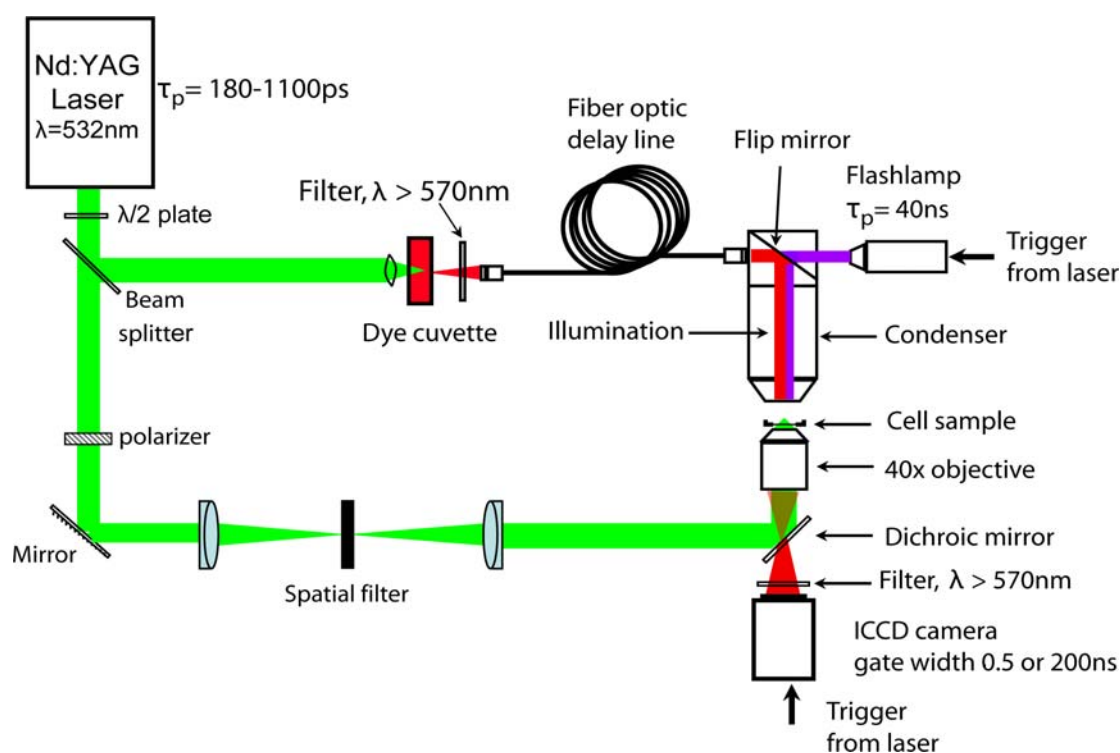 Nd:YAG
Laser
λ=532nm
τp= 180-1100ps
λ/2 plate
Beam
splitter
polarizer
Mirror
Filter, λ > 570nm
Dye cuvette
Fiber optic
delay line
Flip mirror
Flashlamp
τp= 40ns
Trigger
from laser
Illumination
Condenser
Cell sample
40x objective
Dichroic mirror
Filter, λ > 570nm
Spatial filter
ICCD camera
gate width 0.5 or 200ns
Trigger
from laser